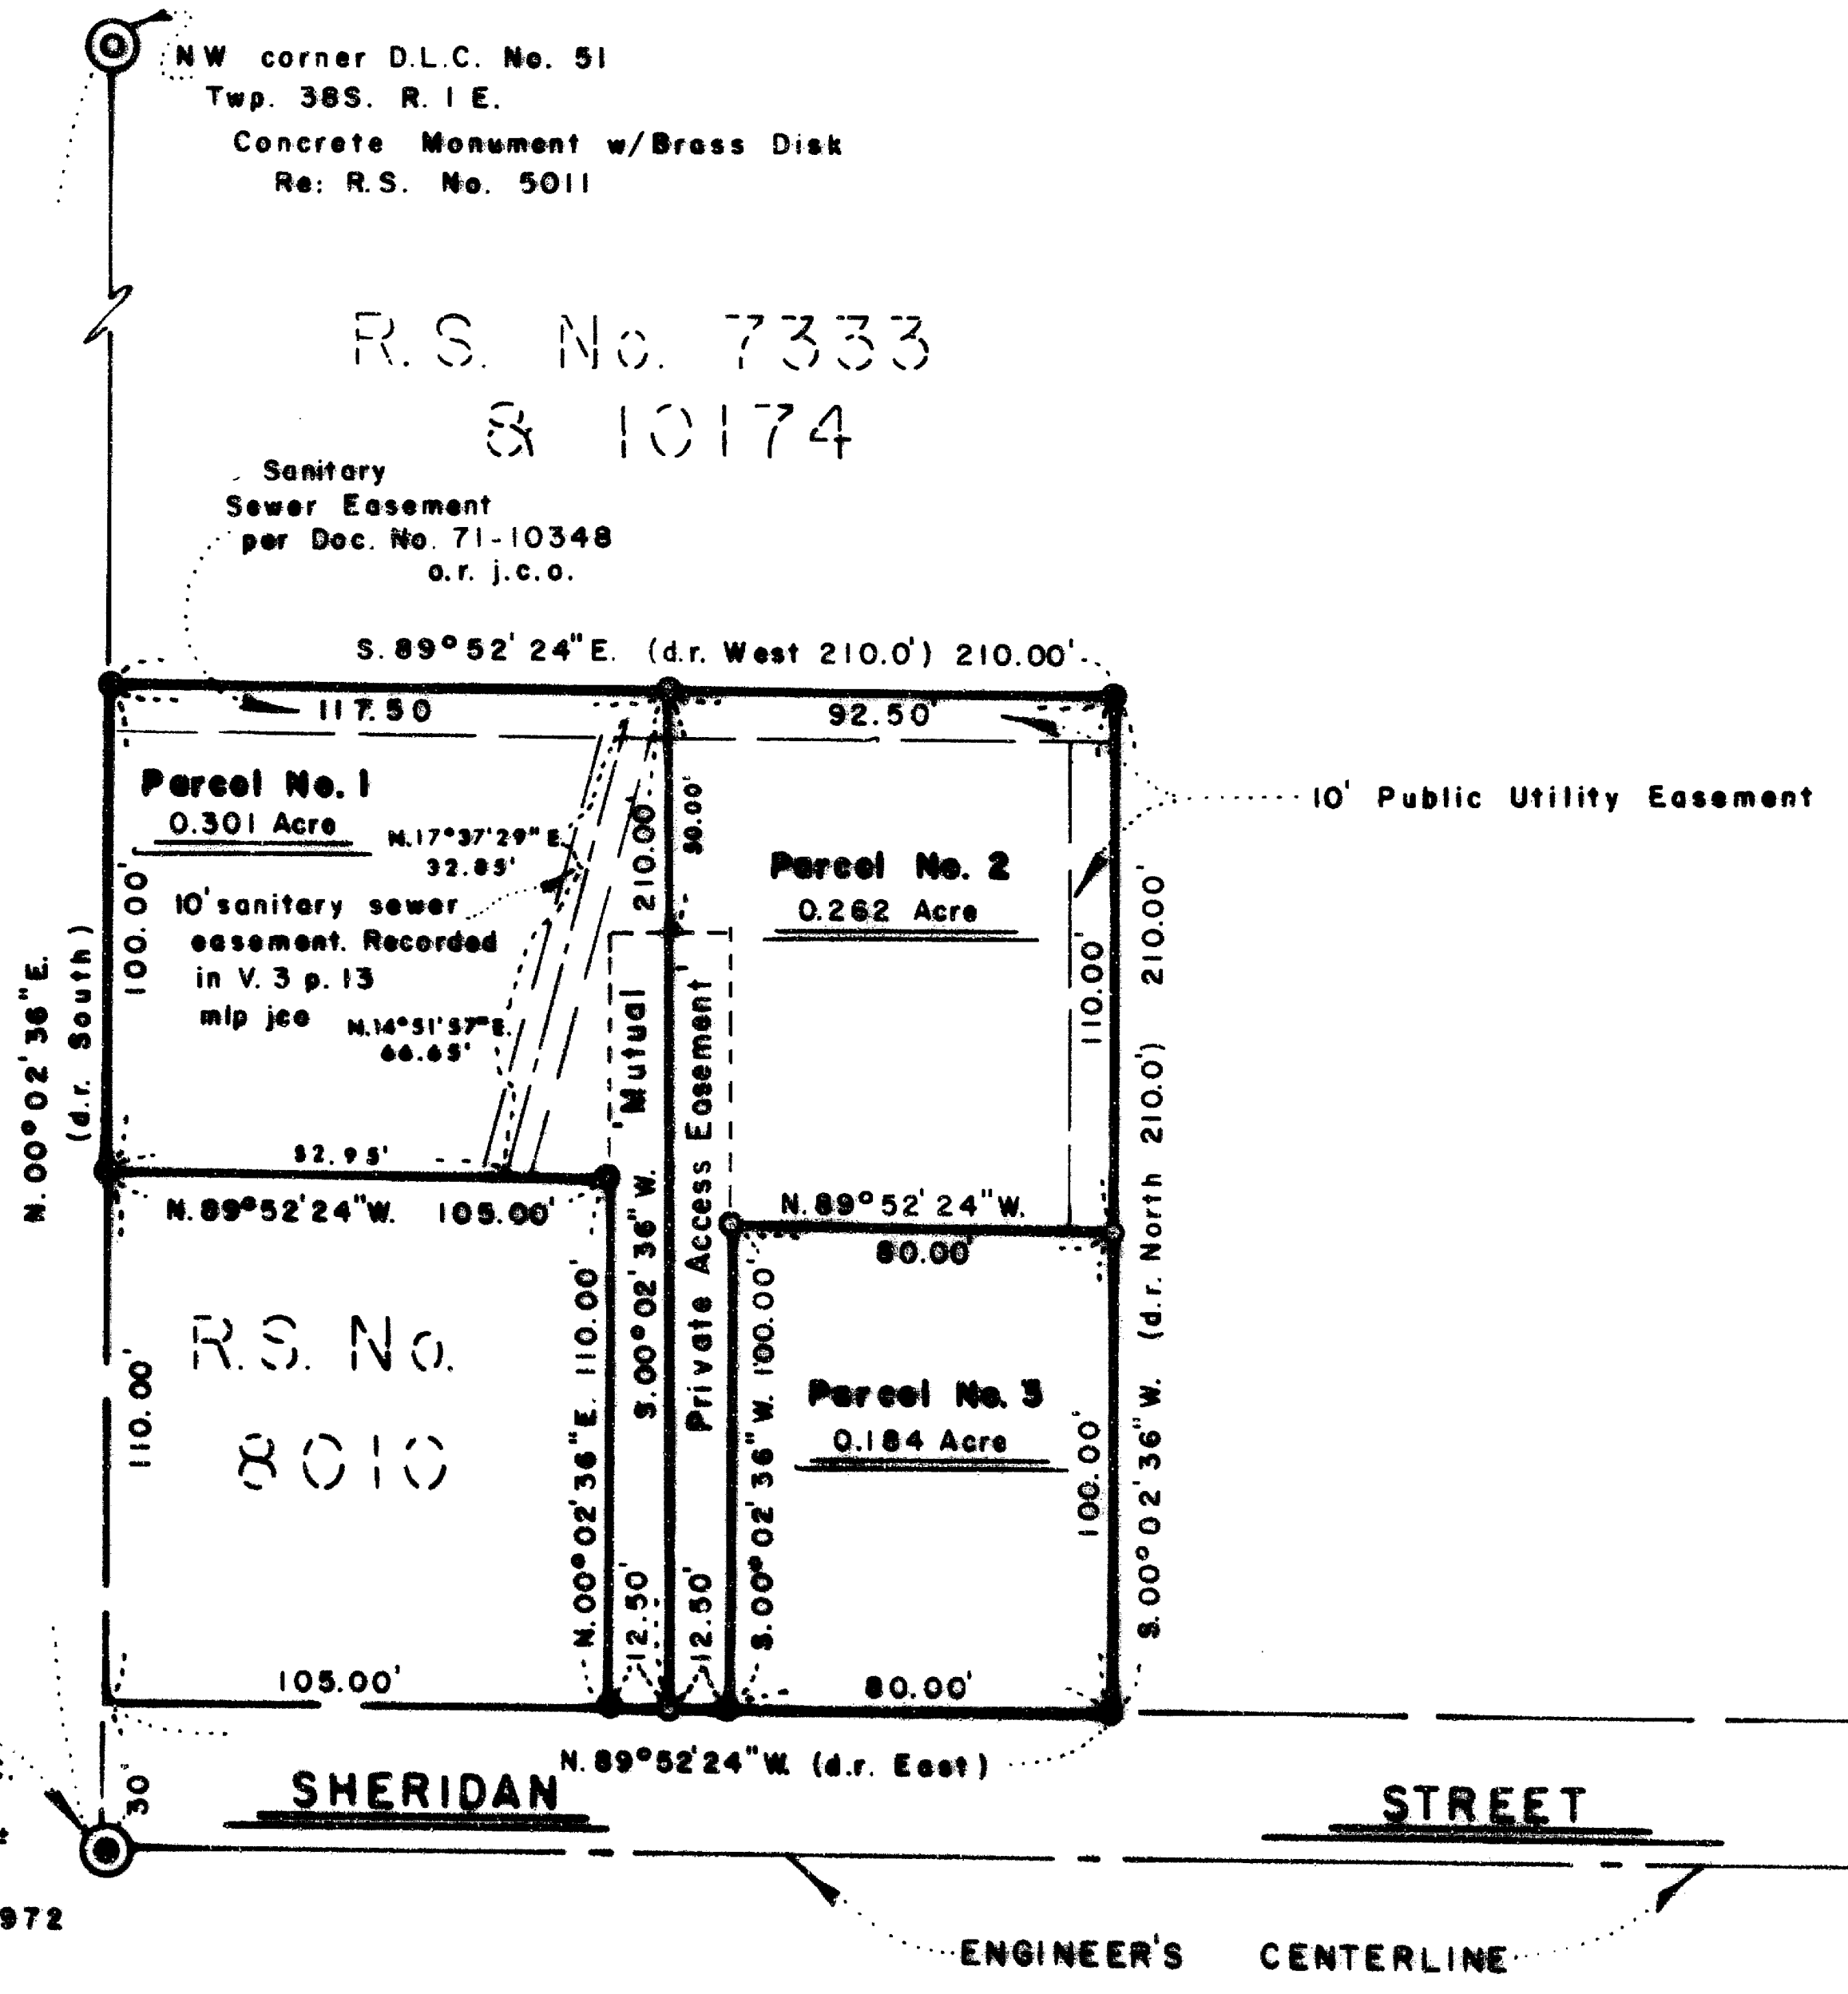 NW corner D.L.C. No. 51
Twp. 38S. R. 1 E.
Concrete Monument w/Brass Disk
Re: R.S. No. 5011
R.S. No. 7333
& 10174
Sanitary
Sewer Easement
per Doc. No. 71-10348
o.r. j.c.o.
S. 89° 52' 24" E. (d.r. West 210.0') 210.00'
117.50
92.50'
10' Public Utility Easement
Parcel No. 1
0.301 Acre
N. 17° 37' 29" E.
32.85'
10' sanitary sewer
easement. Recorded
in V. 3 p. 13
mlp jco
N. 14° 51' 57" E.
66.65'
210.00'
50.00'
Parcel No. 2
0.262 Acre
100.00'
N. 00° 02' 36" E.
(d.r. South)
110.00'
S. 00° 02' 36" W. (d.r. North 210.0') 210.00'
'Mutual
Private Access Easement'
82.95'
N. 89° 52' 24" W. 105.00'
N. 89° 52' 24" W.
80.00'
R.S. No.
8010
110.00'
N. 00° 02' 36" E. 110.00'
S. 00° 02' 36" W.
S. 00° 02' 36" W. 100.00'
Parcel No. 3
0.184 Acre
100.00'
12.50'
12.50'
105.00'
80.00'
N. 89° 52' 24" W. (d.r. East)
30'
SHERIDAN STREET
972
ENGINEER'S CENTERLINE